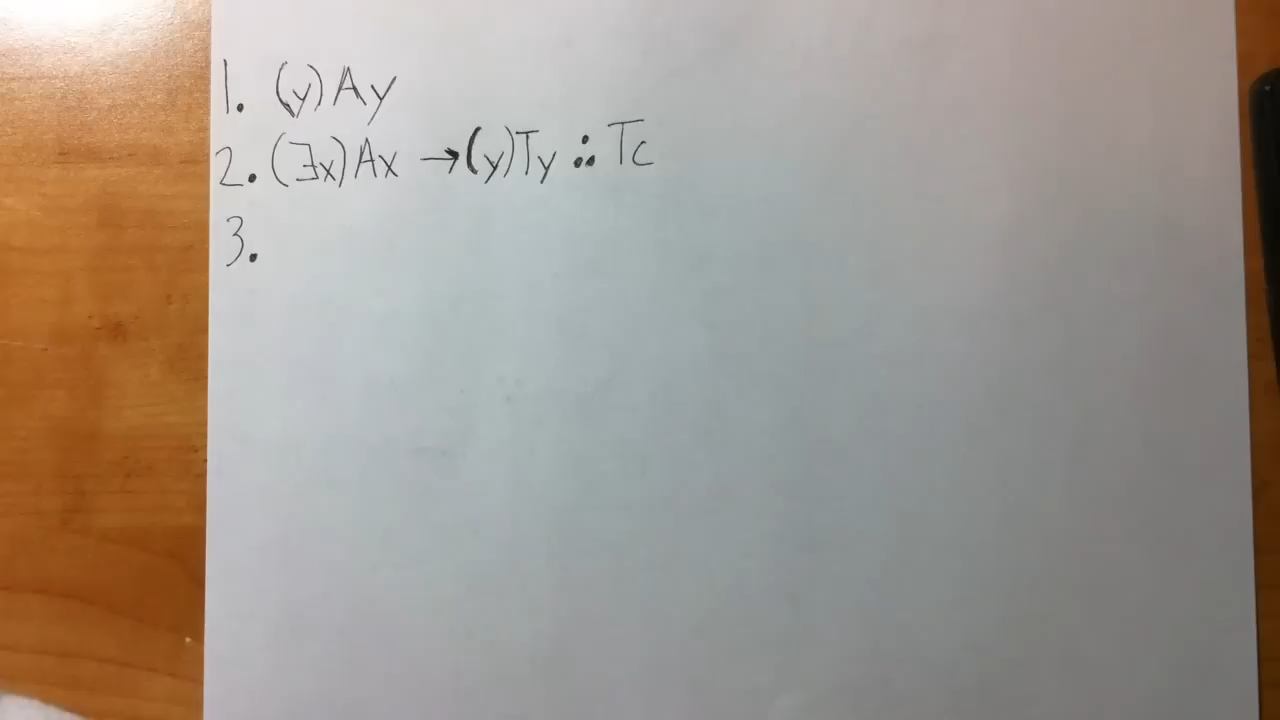 1. (y)Ay
2. (∃x)Ax →(y)Ty ∴ Tc
3.